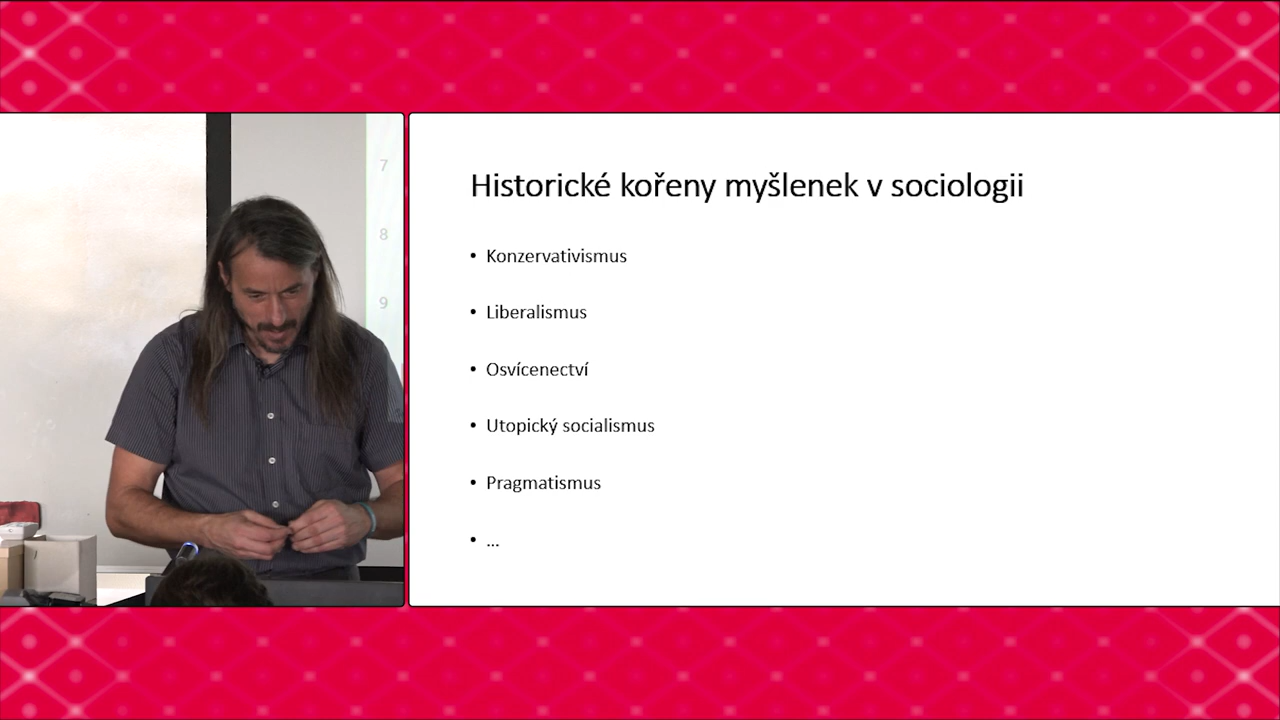 7
8
9
Historické kořeny myšlenek v sociologii
• Konzervativismus
• Liberalismus
• Osvícenectví
• Utopický socialismus
• Pragmatismus
• ...